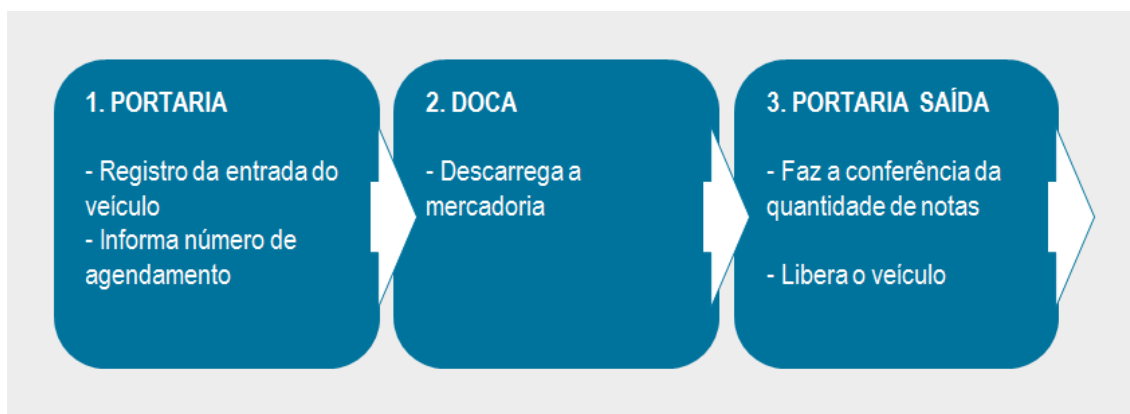 1. PORTARIA
- Registro da entrada do
veículo
- Informa número de
agendamento
2. DOCA
- Descarrega a
mercadoria
3. PORTARIA SAÍDA
- Faz a conferência da
quantidade de notas
- Libera o veículo